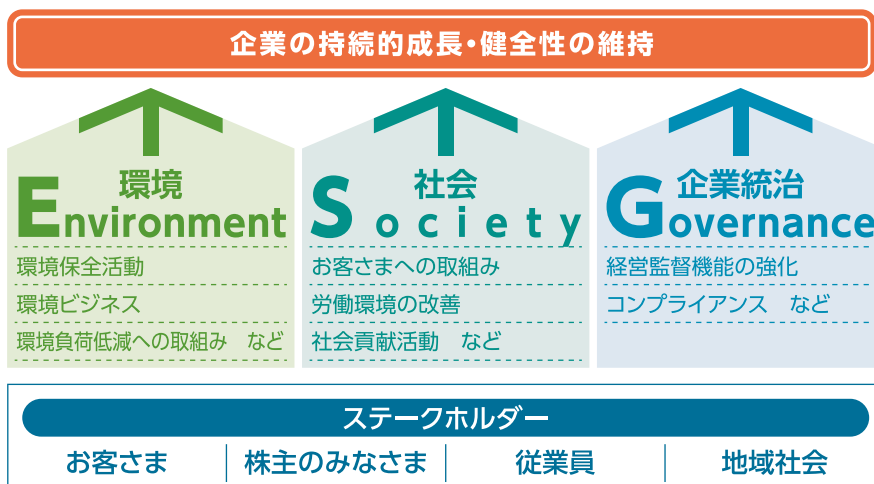 企業の持続的成長・健全性の維持
環境
Environment
環境保全活動
環境ビジネス
環境負荷低減への取組み　など
社会
Society
お客さまへの取組み
労働環境の改善
社会貢献活動　など
企業統治
Governance
経営監督機能の強化
コンプライアンス　など
ステークホルダー
お客さま
株主のみなさま
従業員
地域社会